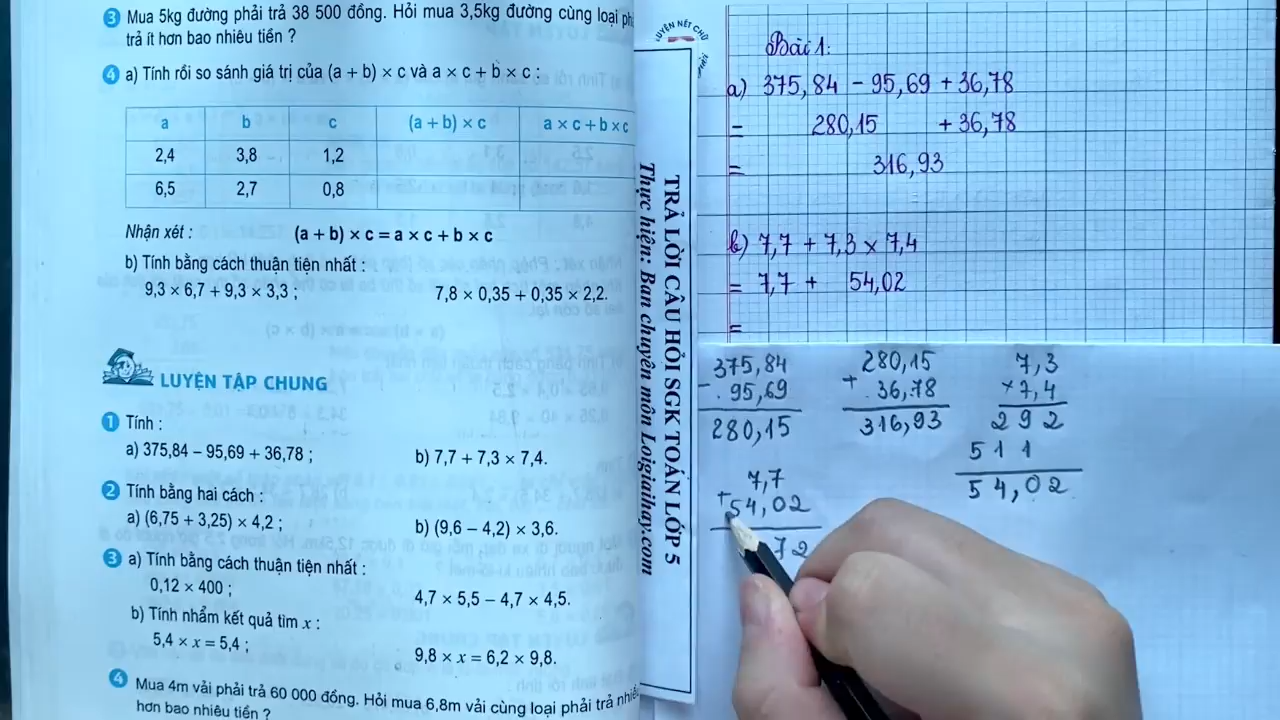 3 Mua 5kg đường phải trả 38 500 đồng. Hỏi mua 3,5kg đường cùng loại
trả ít hơn bao nhiêu tiền ?
4 a) Tính rồi so sánh giá trị của (a + b) × c và a × c + b × c :
a b c (a + b) × c a × c + b × c
2,4 3,8 1,2
6,5 2,7 0,8
Nhận xét : (a + b) × c = a × c + b × c
b) Tính bằng cách thuận tiện nhất :
9,3 × 6,7 + 9,3 × 3,3 ; 7,8 × 0,35 + 0,35 × 2,2.
LUYỆN TẬP CHUNG
1 Tính :
a) 375,84 – 95,69 + 36,78 ; b) 7,7 + 7,3 × 7,4.
2 Tính bằng hai cách :
a) (6,75 + 3,25) × 4,2 ; b) (9,6 – 4,2) × 3,6.
3 a) Tính bằng cách thuận tiện nhất :
0,12 × 400 ; 4,7 × 5,5 – 4,7 × 4,5.
b) Tính nhẩm kết quả tìm x :
5,4 × x = 5,4 ; 9,8 × x = 6,2 × 9,8.
4 Mua 4m vải phải trả 60 000 đồng. Hỏi mua 6,8m vải cùng loại phải trả
hơn bao nhiêu tiền ?
LUYỆN NÉT CHỮ
TRẢ LỜI CÂU HỎI SGK TOÁN LỚP 5
Thực hiện: Ban chuyên môn Loigiaihay.com
Bài 1:
a) 375,84 - 95,69 + 36,78
= 280,15 + 36,78
= 316,93
b) 7,7 + 7,3 x 7,4
= 7,7 + 54,02
=
375,84
- 95,69
280,15
280,15
+ 36,78
316,93
7,3
× 7,4
292
511
54,02
7,7
+ 54,02
72